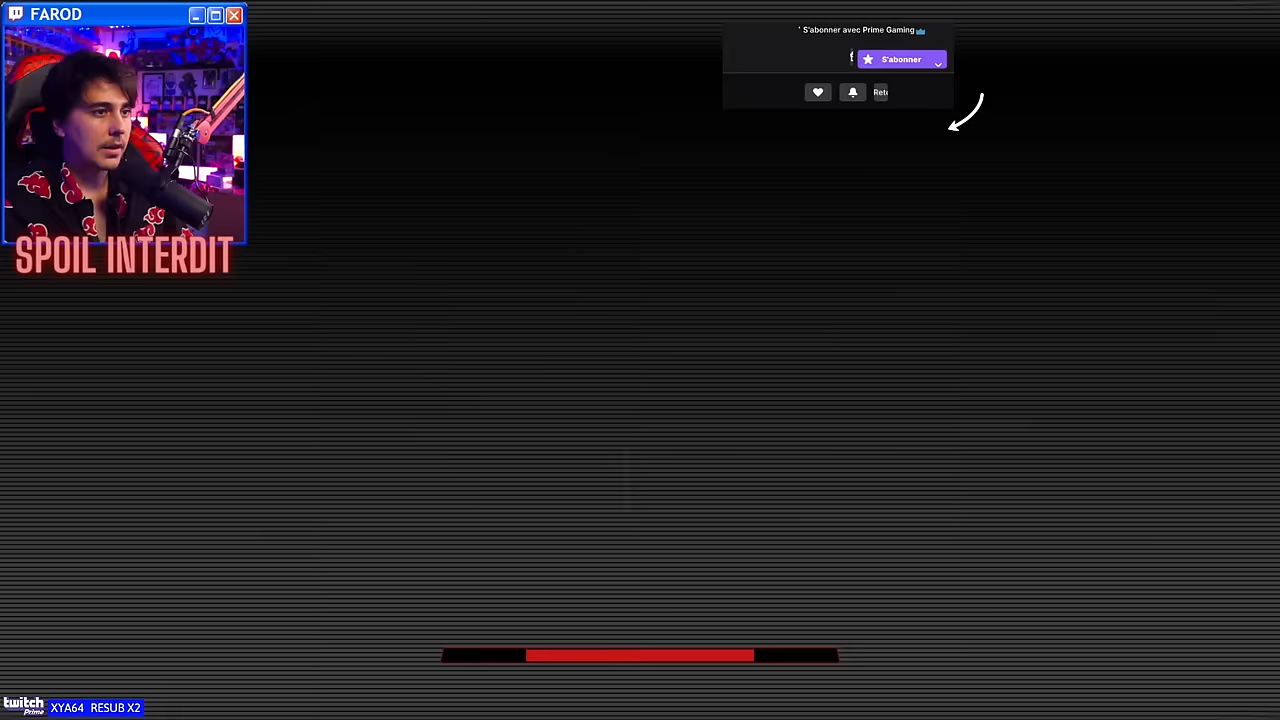 FAROD
S'abonner avec Prime Gaming
S'abonner
SPOIL INTERDIT
twitch
Prime
XYA64 RESUB X2